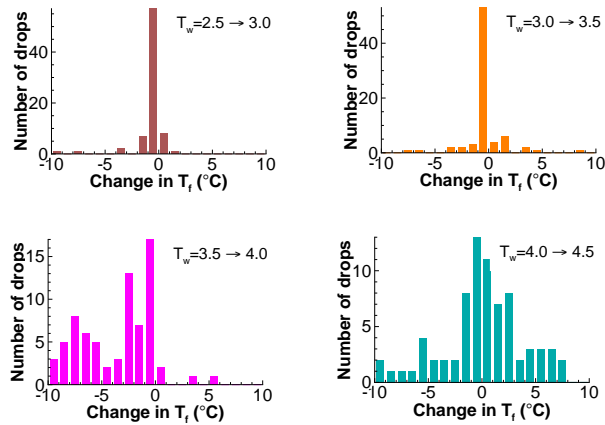 T_w=2.5 → 3.0
Number of drops
40
20
0
-10 -5 0 5 10
Change in T_f (°C)
T_w=3.0 → 3.5
Number of drops
40
20
0
-10 -5 0 5 10
Change in T_f (°C)
T_w=3.5 → 4.0
Number of drops
15
10
5
0
-10 -5 0 5 10
Change in T_f (°C)
T_w=4.0 → 4.5
Number of drops
10
5
0
-10 -5 0 5 10
Change in T_f (°C)